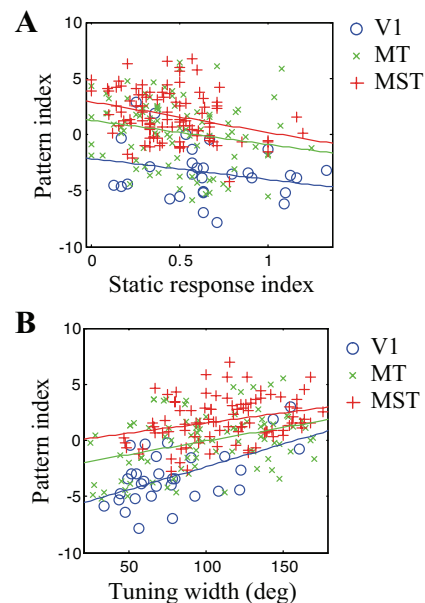 A
V1
MT
MST
Pattern index
10
5
0
-5
-10
0
0.5
1
Static response index
B
V1
MT
MST
Pattern index
10
5
0
-5
-10
50
100
150
Tuning width (deg)